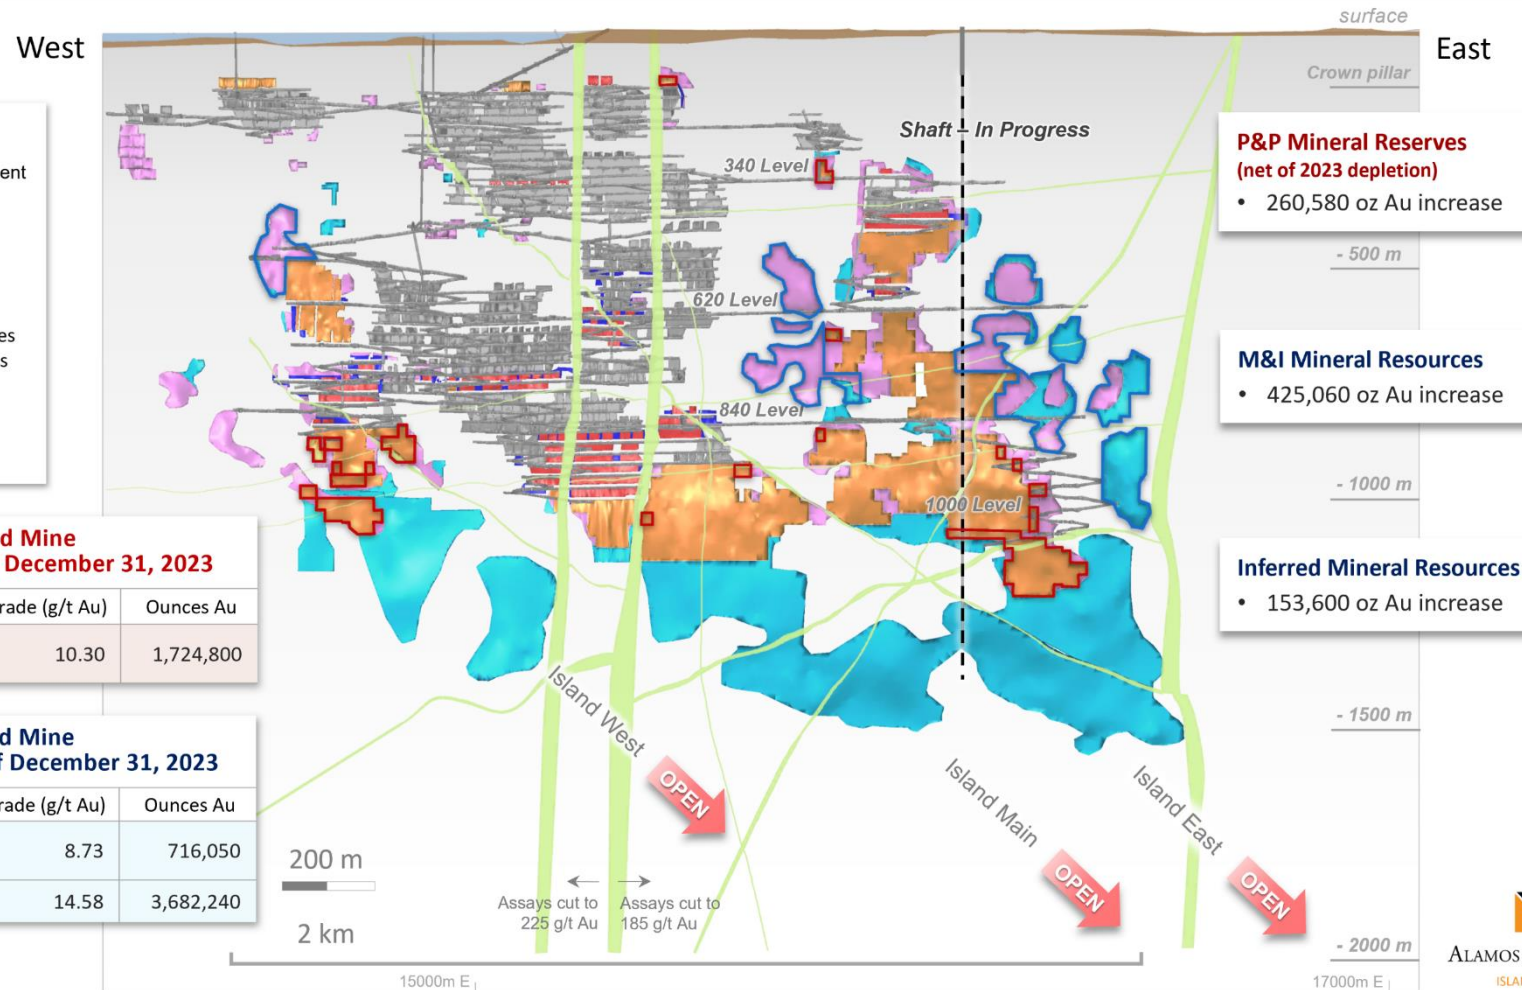 surface
West
East
Crown pillar
Shaft – In Progress
P&P Mineral Reserves
(net of 2023 depletion)
• 260,580 oz Au increase
340 Level
- 500 m
620 Level
M&I Mineral Resources
• 425,060 oz Au increase
840 Level
- 1000 m
1000 Level
Inferred Mineral Resources
• 153,600 oz Au increase
d Mine
December 31, 2023
rade (g/t Au) Ounces Au
10.30 1,724,800
d Mine
f December 31, 2023
rade (g/t Au) Ounces Au
8.73 716,050
14.58 3,682,240
- 1500 m
Island West
OPEN
Island Main
OPEN
Island East
OPEN
200 m
2 km
Assays cut to
225 g/t Au
Assays cut to
185 g/t Au
- 2000 m
15000m E
17000m E
ALAMOS